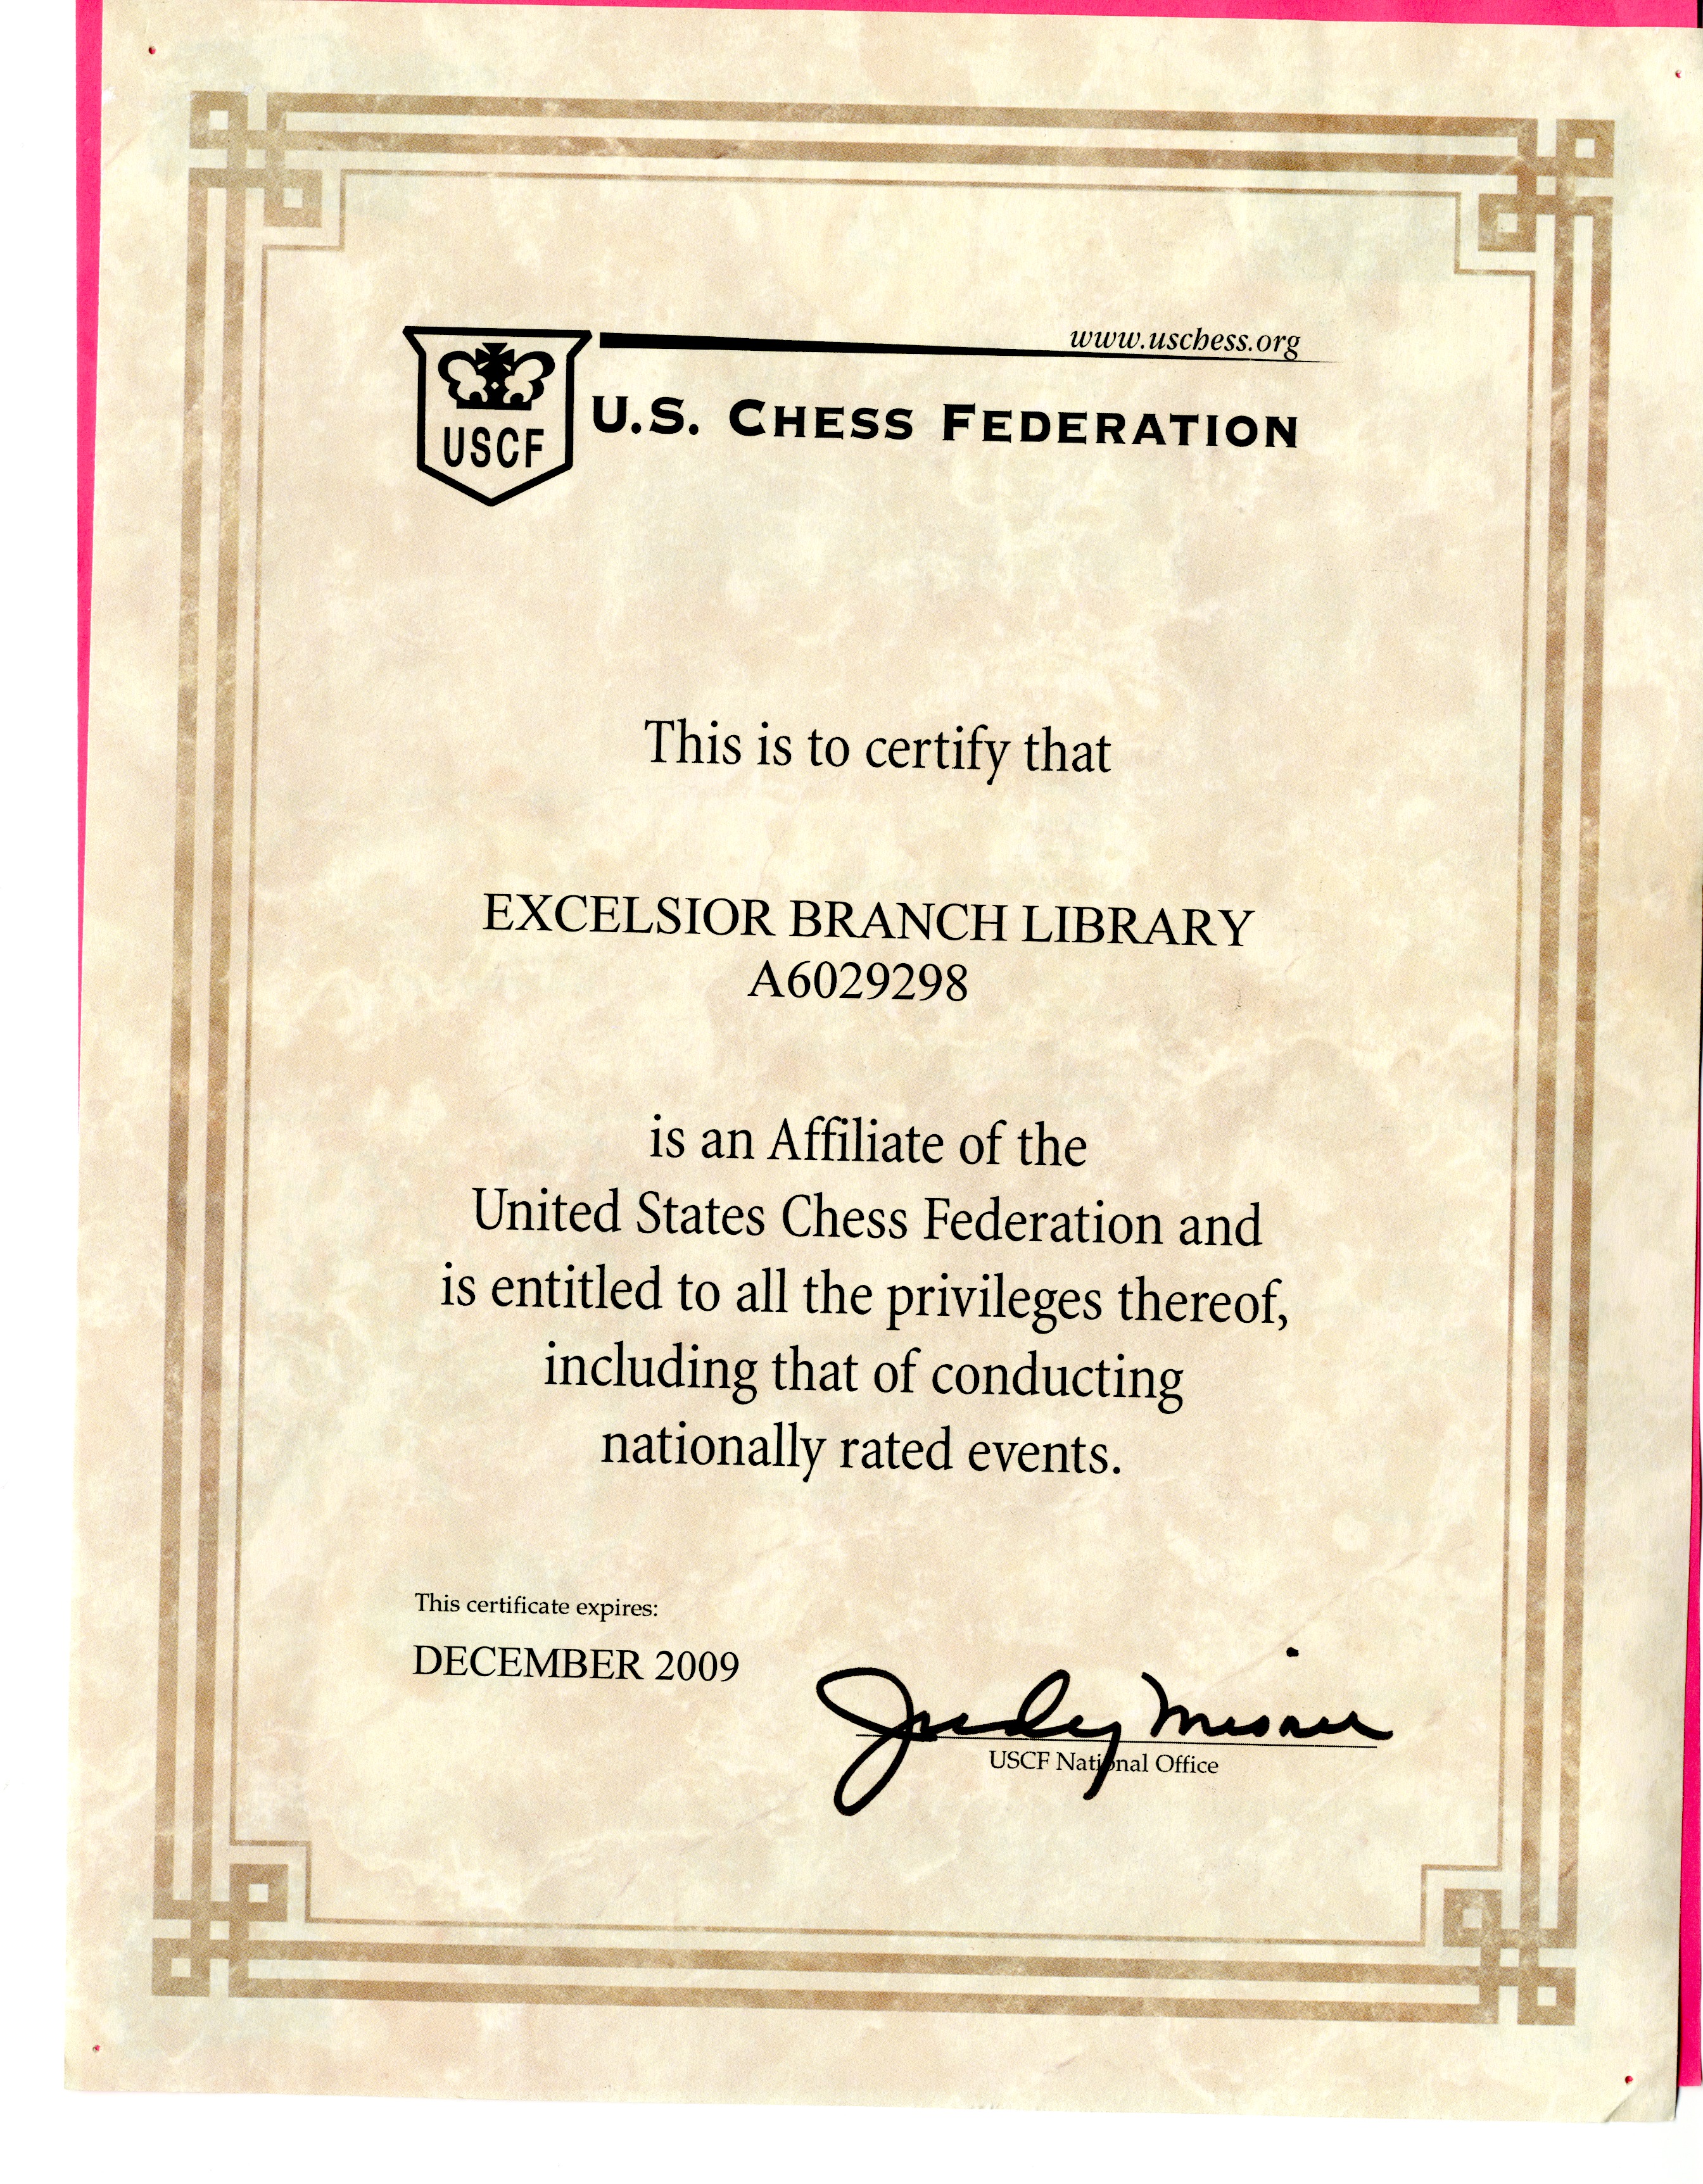 www.uschess.org
USCF
U.S. CHESS FEDERATION
This is to certify that
EXCELSIOR BRANCH LIBRARY
A6029298
is an Affiliate of the
United States Chess Federation and
is entitled to all the privileges thereof,
including that of conducting
nationally rated events.
This certificate expires:
DECEMBER 2009
Judy Misner
USCF National Office